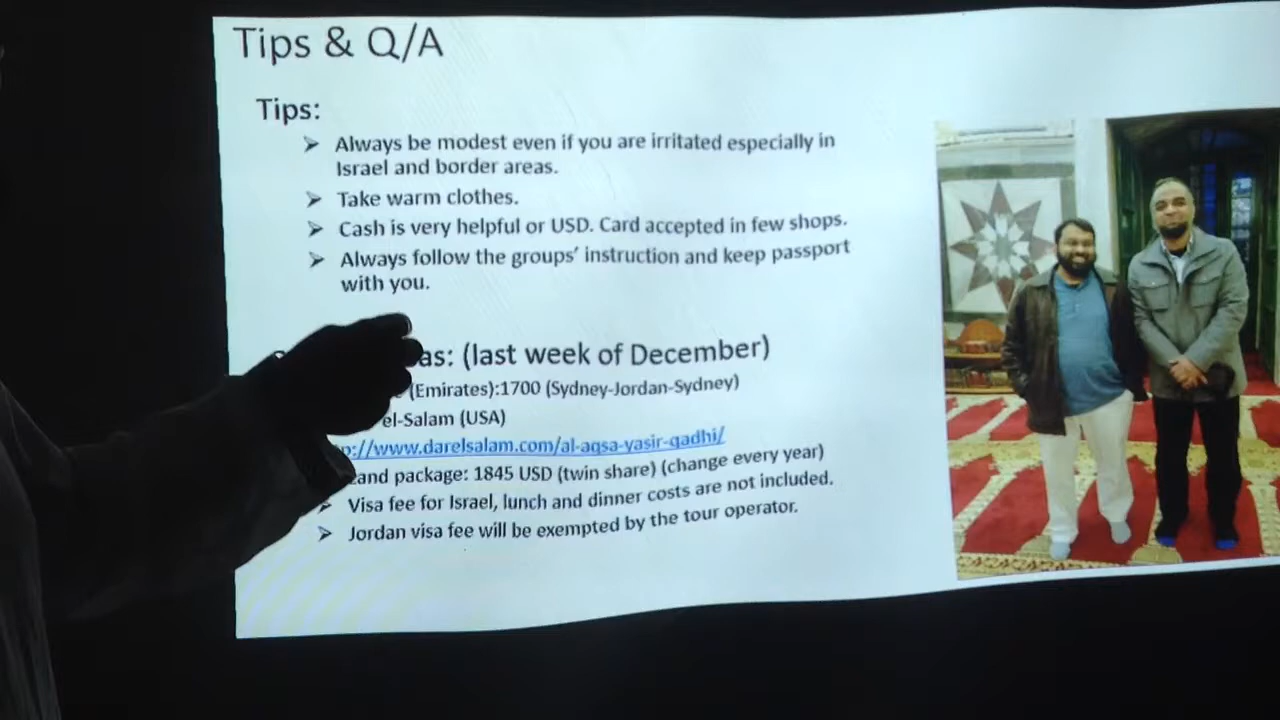 Tips & Q/A
Tips:
➢ Always be modest even if you are irritated especially in
Israel and border areas.
➢ Take warm clothes.
➢ Cash is very helpful or USD. Card accepted in few shops.
➢ Always follow the groups' instruction and keep passport
with you.
(last week of December)
(Emirates):1700 (Sydney-Jordan-Sydney)
el-Salam (USA)
://www.darelsalam.com/al-aqsa-yasir-qadhi/
package: 1845 USD (twin share) (change every year)
➢ Visa fee for Israel, lunch and dinner costs are not included.
➢ Jordan visa fee will be exempted by the tour operator.